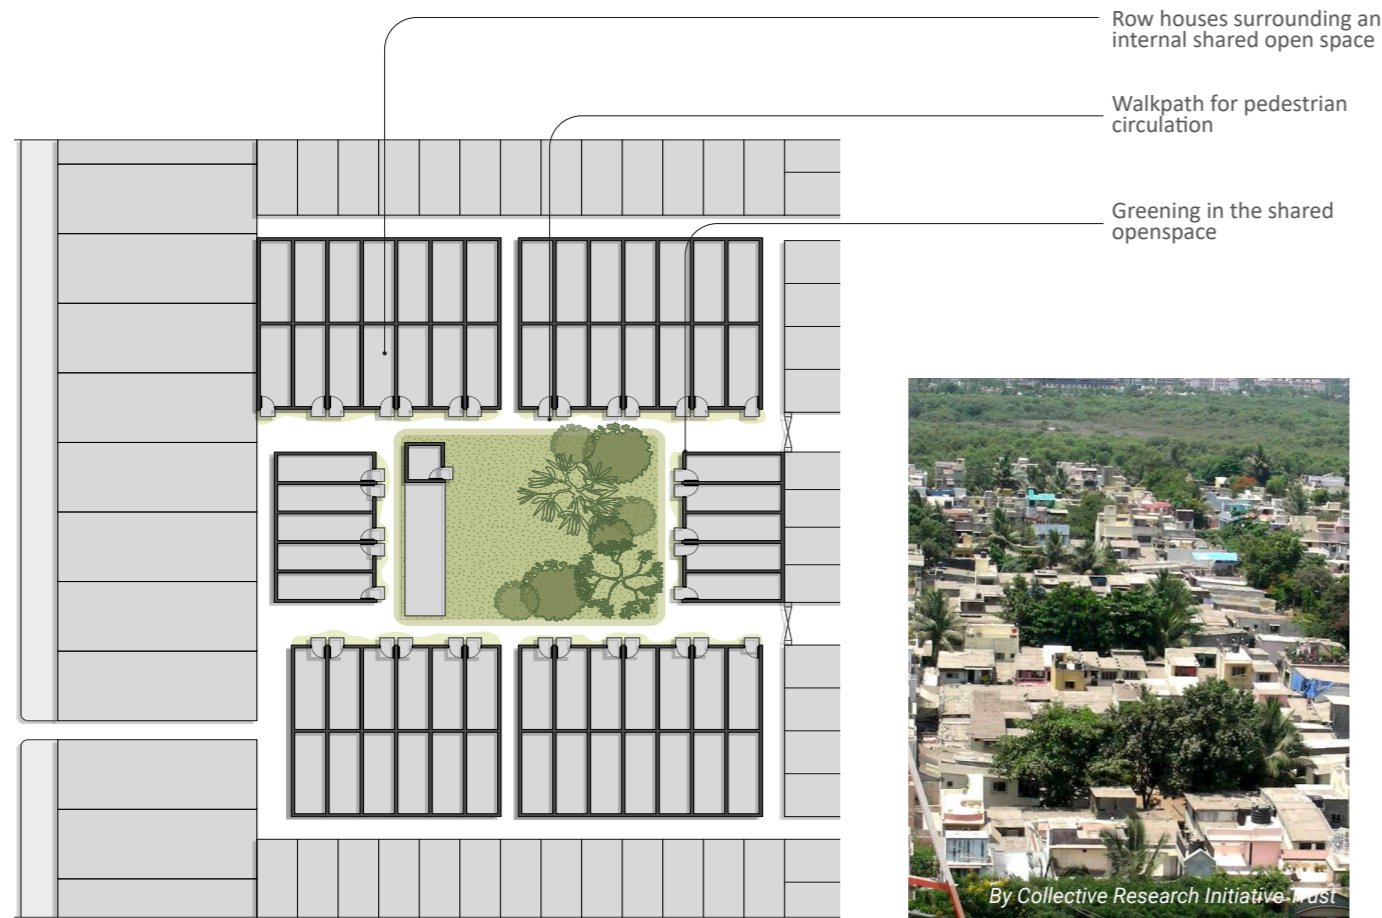 Row houses surrounding an
internal shared open space
Walkpath for pedestrian
circulation
Greening in the shared
openspace
By Collective Research Initiative Trust